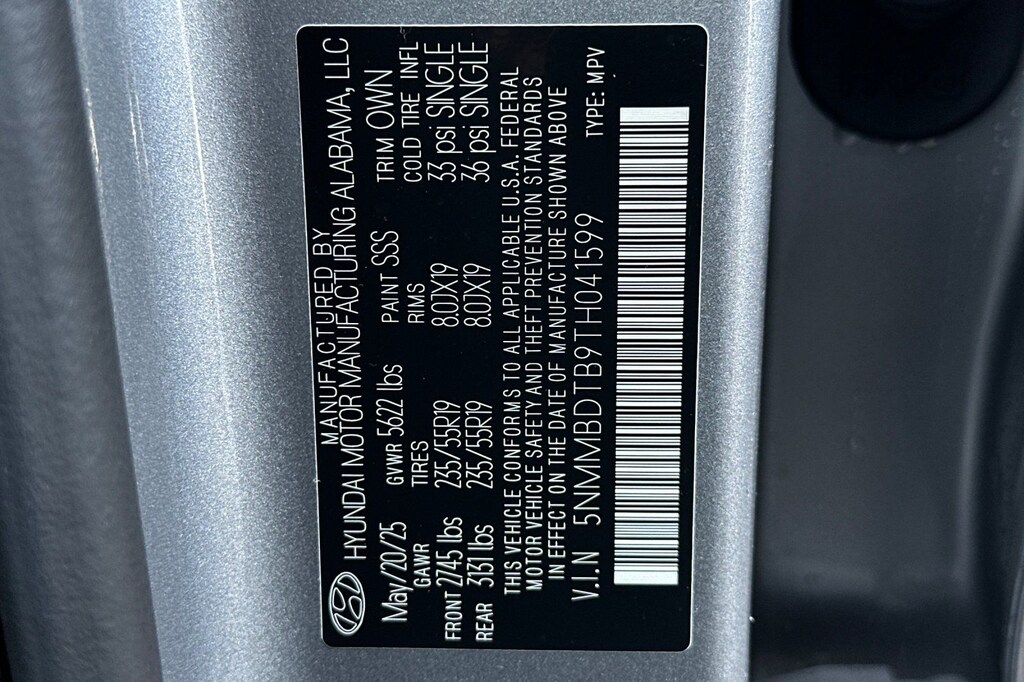 MANUFACTURED BY
HYUNDAI MOTOR MANUFACTURING ALABAMA, LLC
May/20/25 GVWR 5622 lbs PAINT SSS TRIM OWN
GAWR TIRES RIMS COLD TIRE INFL
FRONT 2745 lbs 235/55R19 8.0JX19 33 psi SINGLE
REAR 3131 lbs 235/55R19 8.0JX19 36 psi SINGLE
THIS VEHICLE CONFORMS TO ALL APPLICABLE U.S.A. FEDERAL
MOTOR VEHICLE SAFETY AND THEFT PREVENTION STANDARDS
IN EFFECT ON THE DATE OF MANUFACTURE SHOWN ABOVE
V.I.N 5NMMBDTB9TH041599 TYPE: MPV